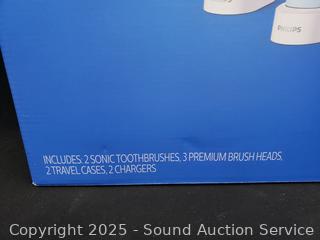 PHILIPS
INCLUDES: 2 SONIC TOOTHBRUSHES, 3 PREMIUM BRUSH HEADS,
2 TRAVEL CASES, 2 CHARGERS
Copyright 2025 - Sound Auction Service